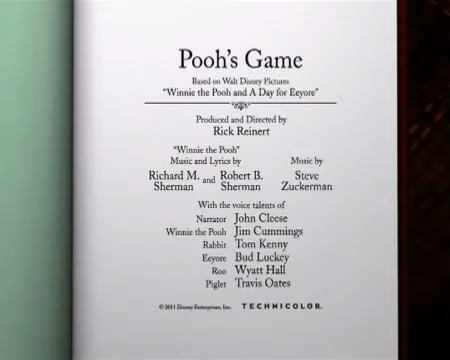 Pooh's Game
Based on Walt Disney Pictures
"Winnie the Pooh and A Day for Eeyore"
Produced and Directed by
Rick Reinert
"Winnie the Pooh"
Music and Lyrics by
Richard M. Sherman and Robert B. Sherman
Music by
Steve Zuckerman
With the voice talents of
Narrator John Cleese
Winnie the Pooh Jim Cummings
Rabbit Tom Kenny
Eeyore Bud Luckey
Roo Wyatt Hall
Piglet Travis Oates
© 2011 Disney Enterprises, Inc. TECHNICOLOR.